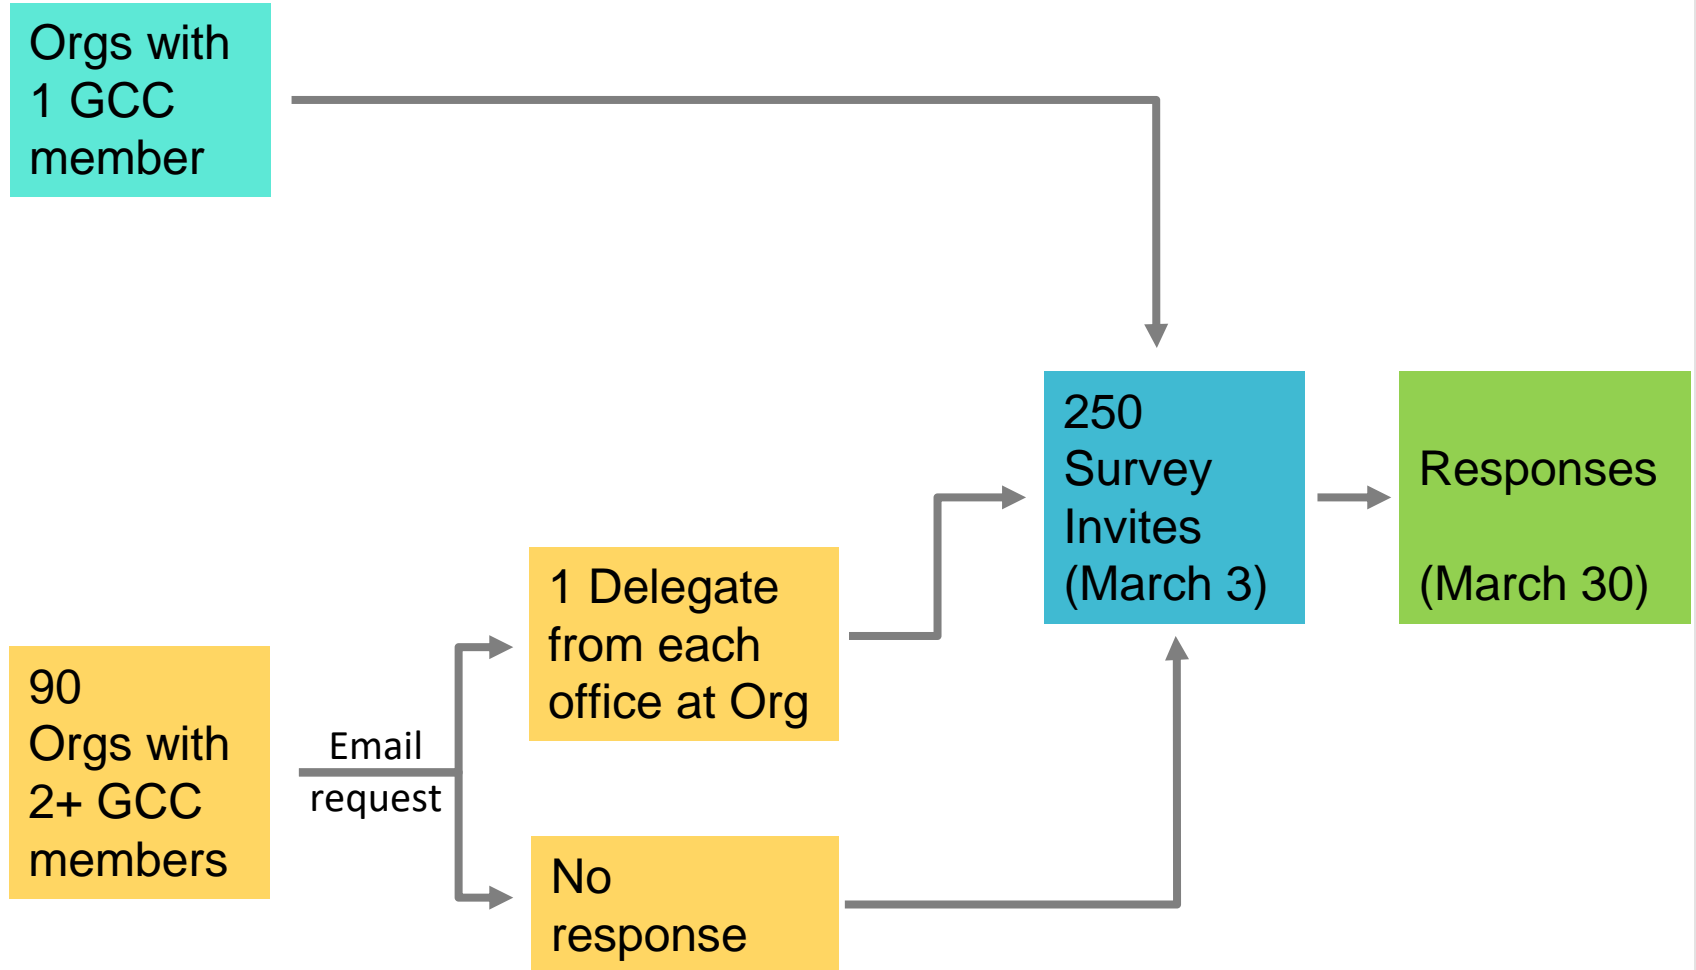 Orgs with
1 GCC
member
250
Survey
Invites
(March 3)
Responses
(March 30)
1 Delegate
from each
office at Org
90
Orgs with
2+ GCC
members
Email
request
No
response